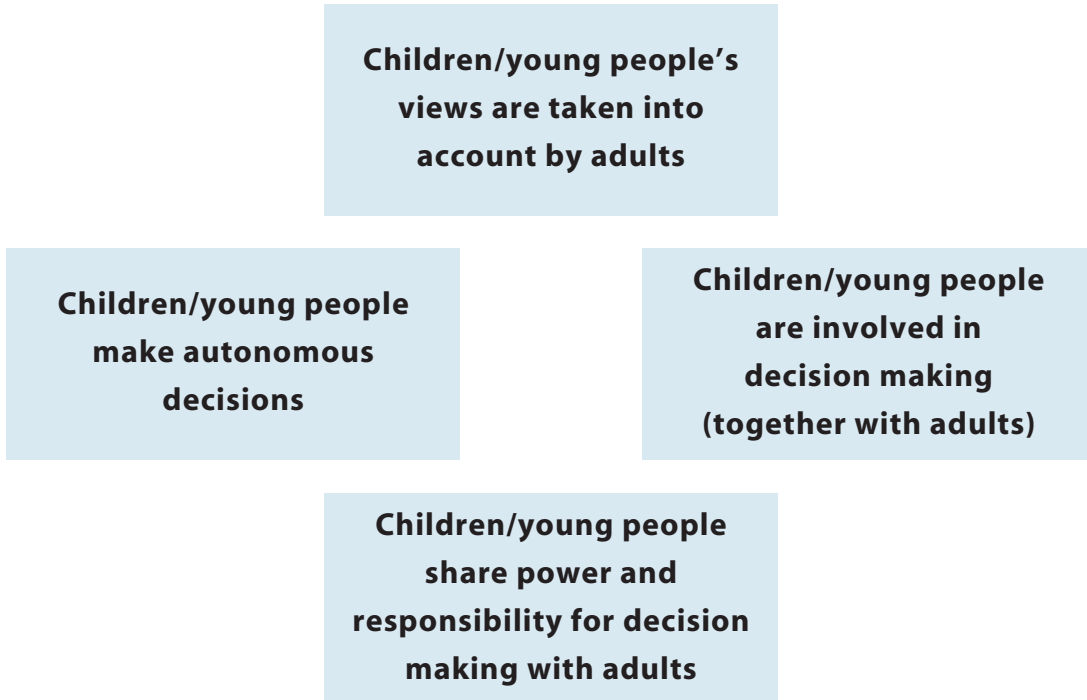 Children/young people’s
views are taken into
account by adults
Children/young people
make autonomous
decisions
Children/young people
are involved in
decision making
(together with adults)
Children/young people
share power and
responsibility for decision
making with adults